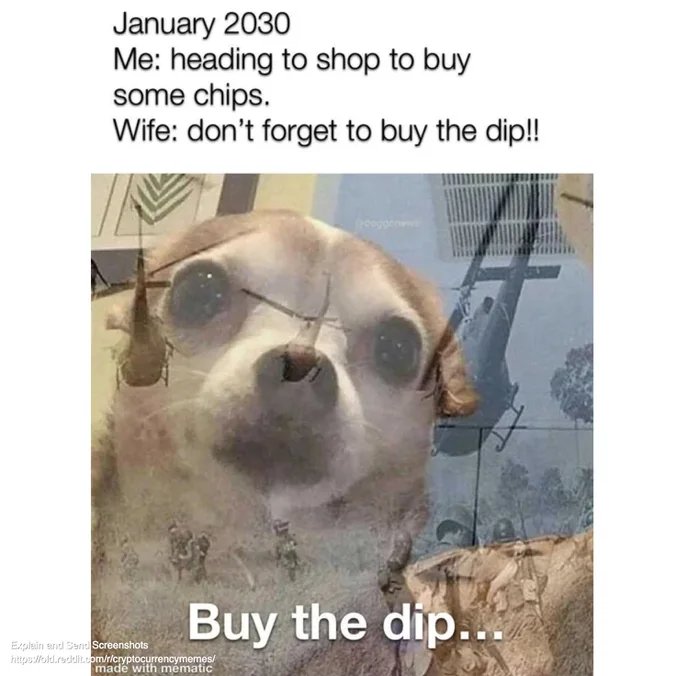 January 2030
Me: heading to shop to buy
some chips.
Wife: don't forget to buy the dip!!
@doggonews
Buy the dip...
Explain and Send Screenshots
https://old.reddit.com/r/cryptocurrencymemes/
made with mematic